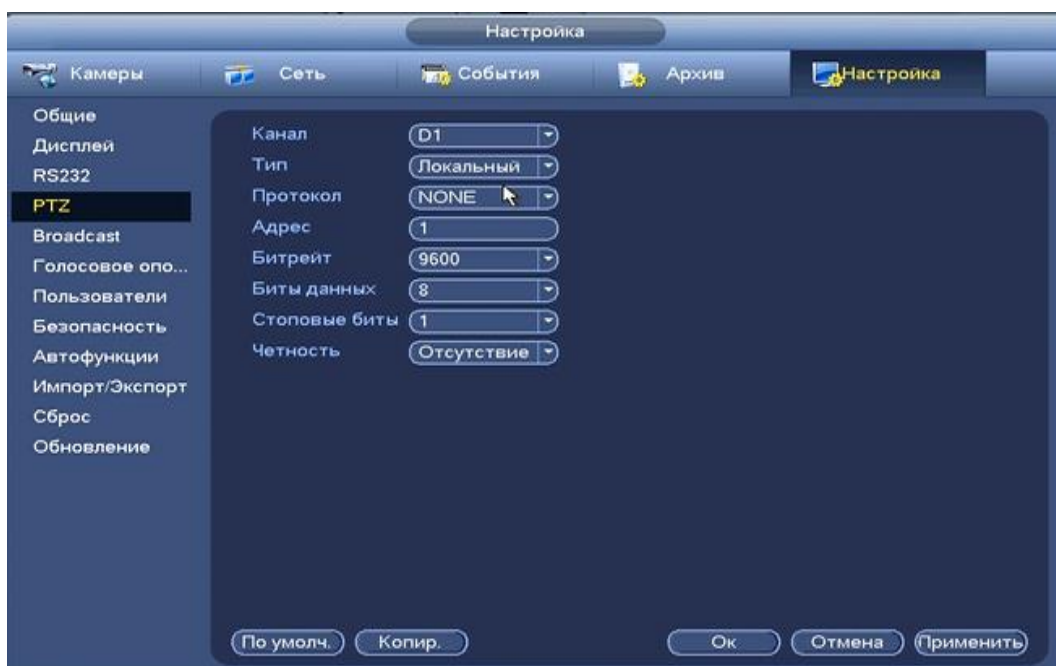 Настройка
Камеры Сеть События Архив Настройка
Общие
Дисплей
RS232
PTZ
Broadcast
Голосовое опо...
Пользователи
Безопасность
Автофункции
Импорт/Экспорт
Сброс
Обновление
Канал D1
Тип Локальный
Протокол NONE
Адрес 1
Битрейт 9600
Биты данных 8
Стоповые биты 1
Четность Отсутствие
По умолч. Копир. Ок Отмена Применить